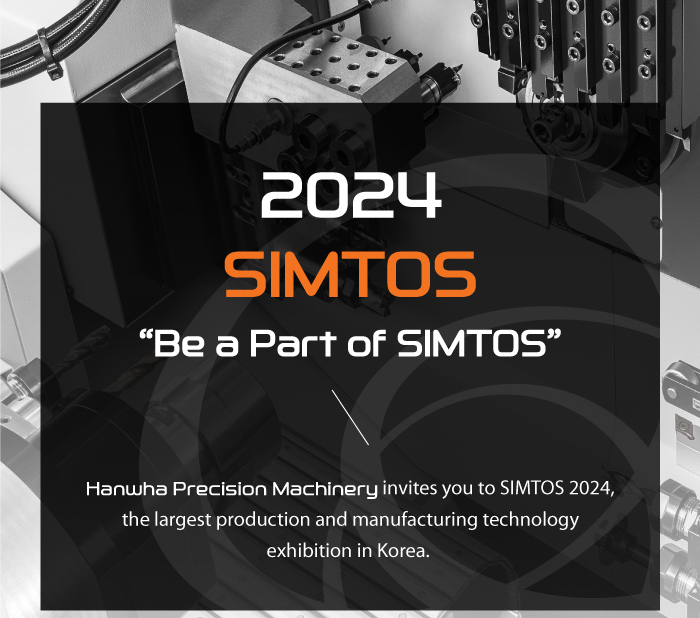 2024
SIMTOS
“Be a Part of SIMTOS”
Hanwha Precision Machinery invites you to SIMTOS 2024,
the largest production and manufacturing technology
exhibition in Korea.